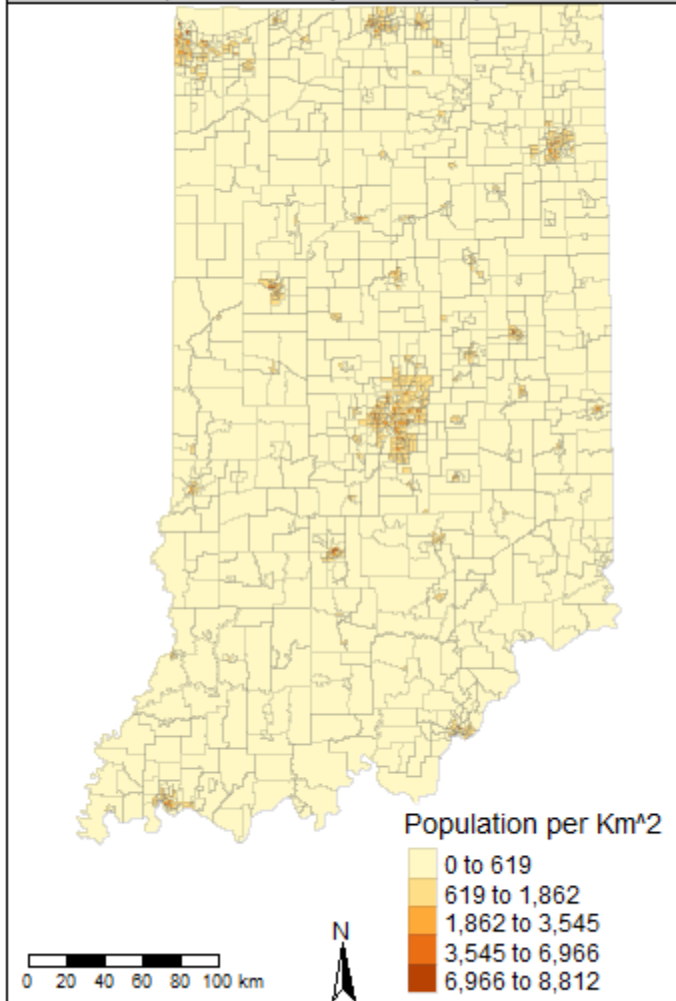 Population per Km^2
0 to 619
619 to 1,862
1,862 to 3,545
3,545 to 6,966
6,966 to 8,812
N
0 20 40 60 80 100 km